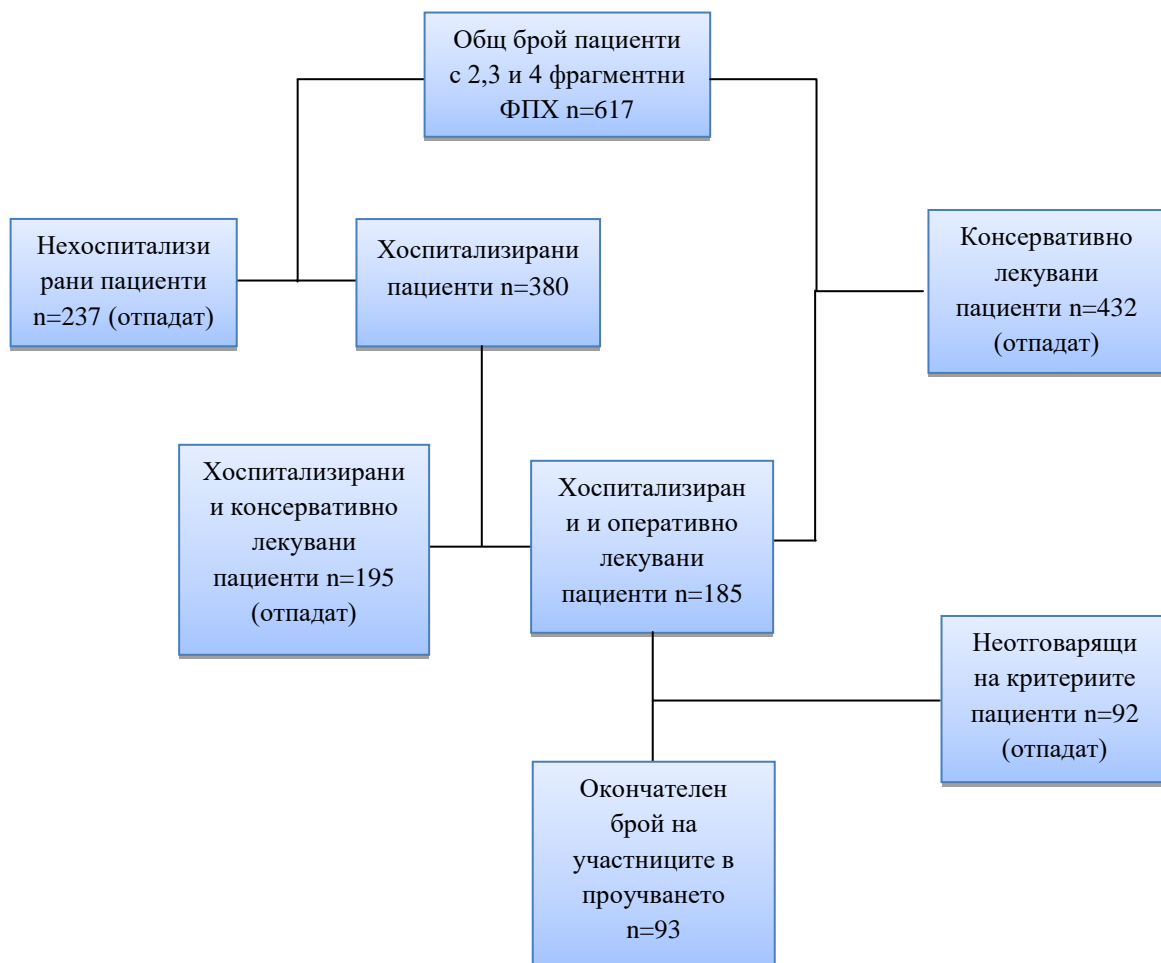 Общ брой пациенти
с 2,3 и 4 фрагментни
ФПХ n=617
Нехоспитализи
рани пациенти
n=237 (отпадат)
Хоспитализирани
пациенти n=380
Консервативно
лекувани
пациенти n=432
(отпадат)
Хоспитализирани
и консервативно
лекувани
пациенти n=195
(отпадат)
Хоспитализиран
и и оперативно
лекувани
пациенти n=185
Неотговарящи
на критериите
пациенти n=92
(отпадат)
Окончателен
брой на
участниците в
проучването
n=93